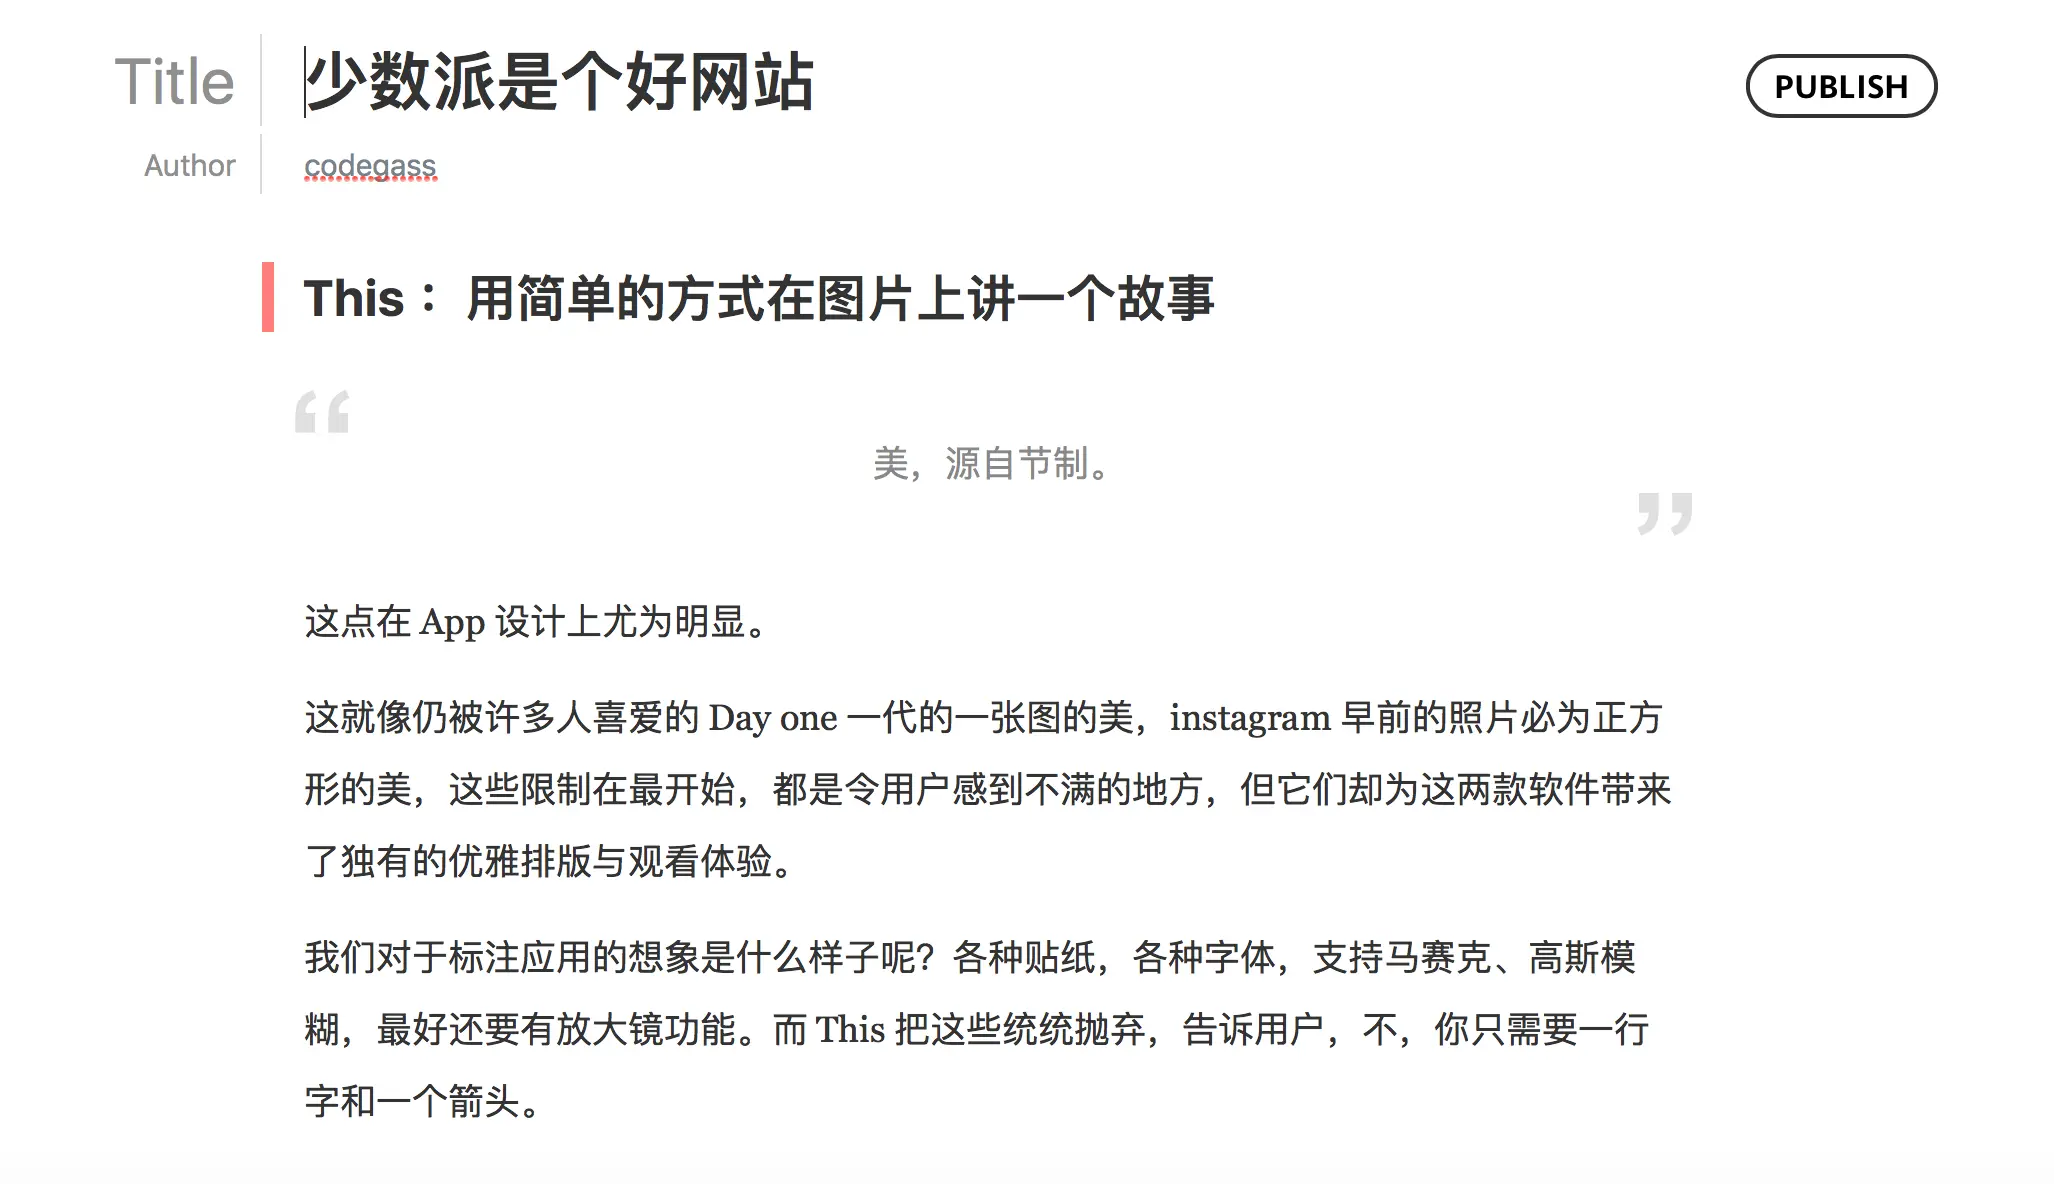 Title
少数派是个好网站
PUBLISH
Author
codegass
This： 用简单的方式在图片上讲一个故事
“
美，源自节制。
”
这点在 App 设计上尤为明显。
这就像仍被许多人喜爱的 Day one 一代的一张图的美，instagram 早前的照片必为正方
形的美，这些限制在最开始，都是令用户感到不满的地方，但它们却为这两款软件带来
了独有的优雅排版与观看体验。
我们对于标注应用的想象是什么样子呢？各种贴纸，各种字体，支持马赛克、高斯模
糊，最好还要有放大镜功能。而 This 把这些统统抛弃，告诉用户，不，你只需要一行
字和一个箭头。